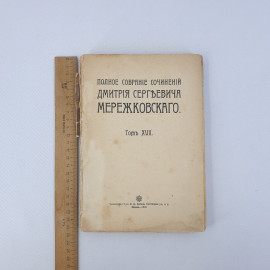 ПОЛНОЕ СОБРАНІЕ СОЧИНЕНІЙ
ДМИТРІЯ СЕРГѢЕВИЧА
МЕРЕЖКОВСКАГО.
Томъ XVII.